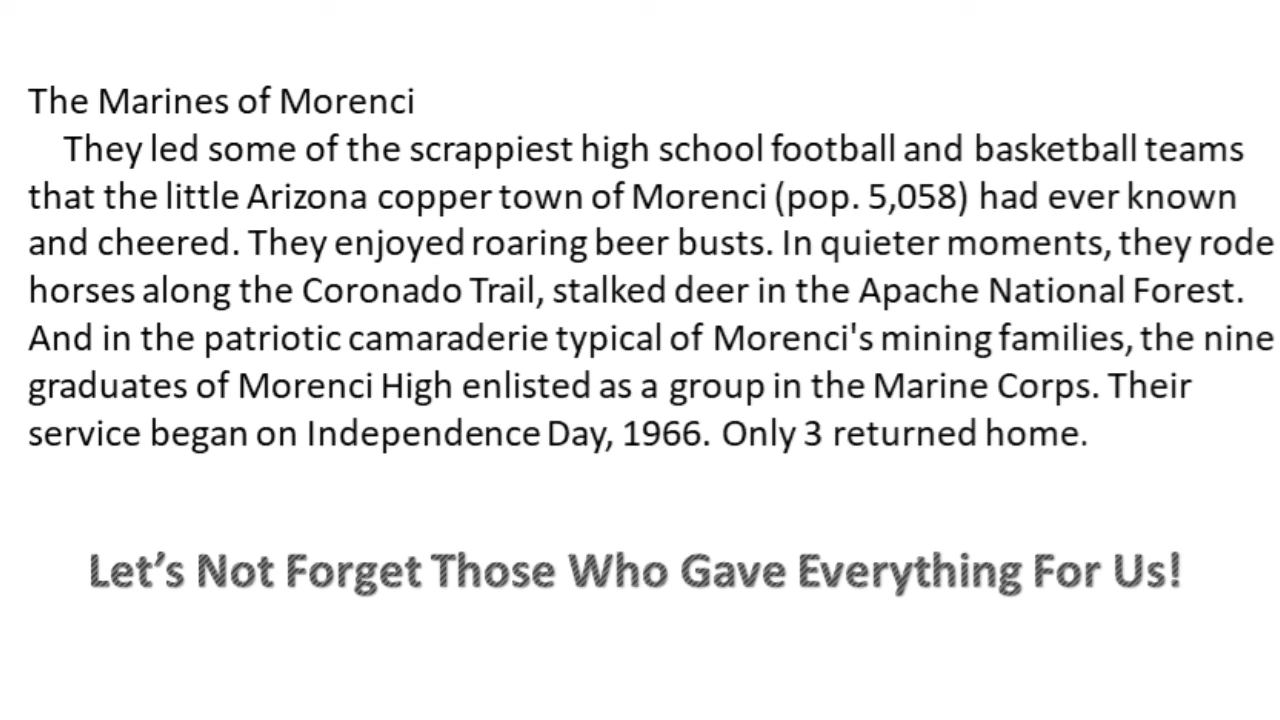 The Marines of Morenci
They led some of the scrappiest high school football and basketball teams
that the little Arizona copper town of Morenci (pop. 5,058) had ever known
and cheered. They enjoyed roaring beer busts. In quieter moments, they rode
horses along the Coronado Trail, stalked deer in the Apache National Forest.
And in the patriotic camaraderie typical of Morenci's mining families, the nine
graduates of Morenci High enlisted as a group in the Marine Corps. Their
service began on Independence Day, 1966. Only 3 returned home.
Let’s Not Forget Those Who Gave Everything For Us!